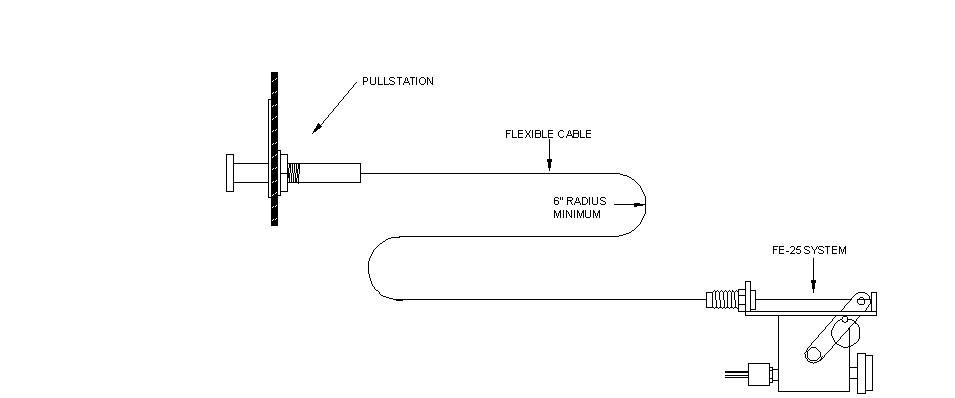 PULLSTATION
FLEXIBLE CABLE
6" RADIUS
MINIMUM
FE-25 SYSTEM